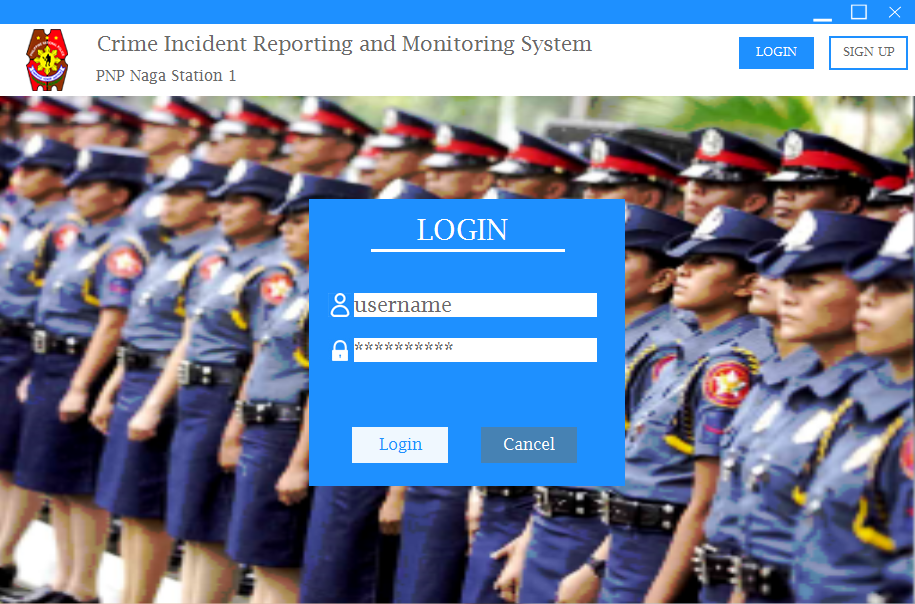 Crime Incident Reporting and Monitoring System
PNP Naga Station 1
LOGIN
SIGN UP
LOGIN
username
**********
Login
Cancel